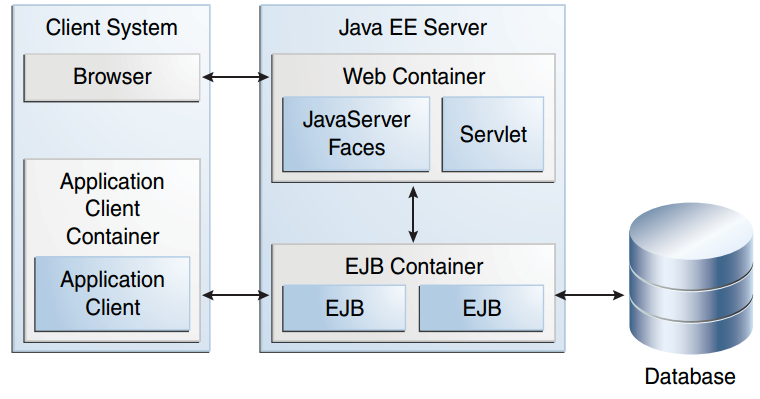 Client System
Browser
Application
Client
Container
Application
Client
Java EE Server
Web Container
JavaServer
Faces
Servlet
EJB Container
EJB
EJB
Database